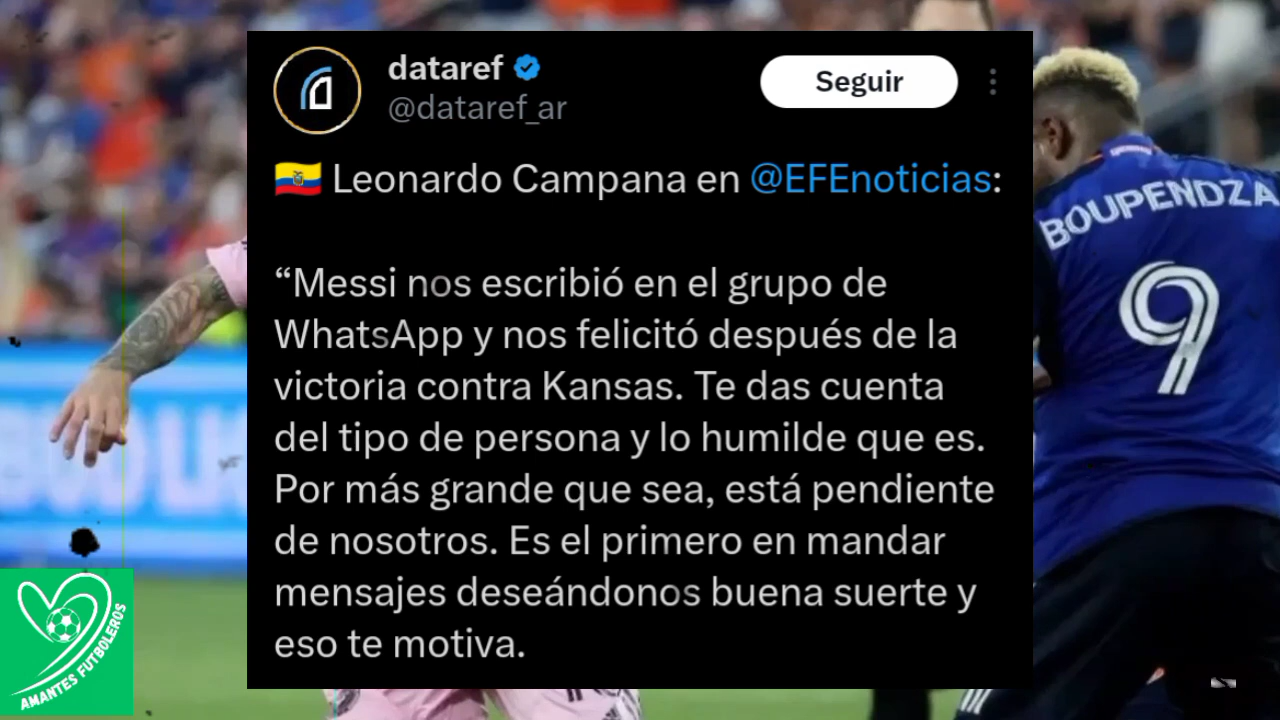 dataref
@dataref_ar
Seguir
Leonardo Campana en @EFEnoticias:
“Messi nos escribió en el grupo de
WhatsApp y nos felicitó después de la
victoria contra Kansas. Te das cuenta
del tipo de persona y lo humilde que es.
Por más grande que sea, está pendiente
de nosotros. Es el primero en mandar
mensajes deseándonos buena suerte y
eso te motiva.
BOUPENDZA
9
AMANTES FUTBOLEROS